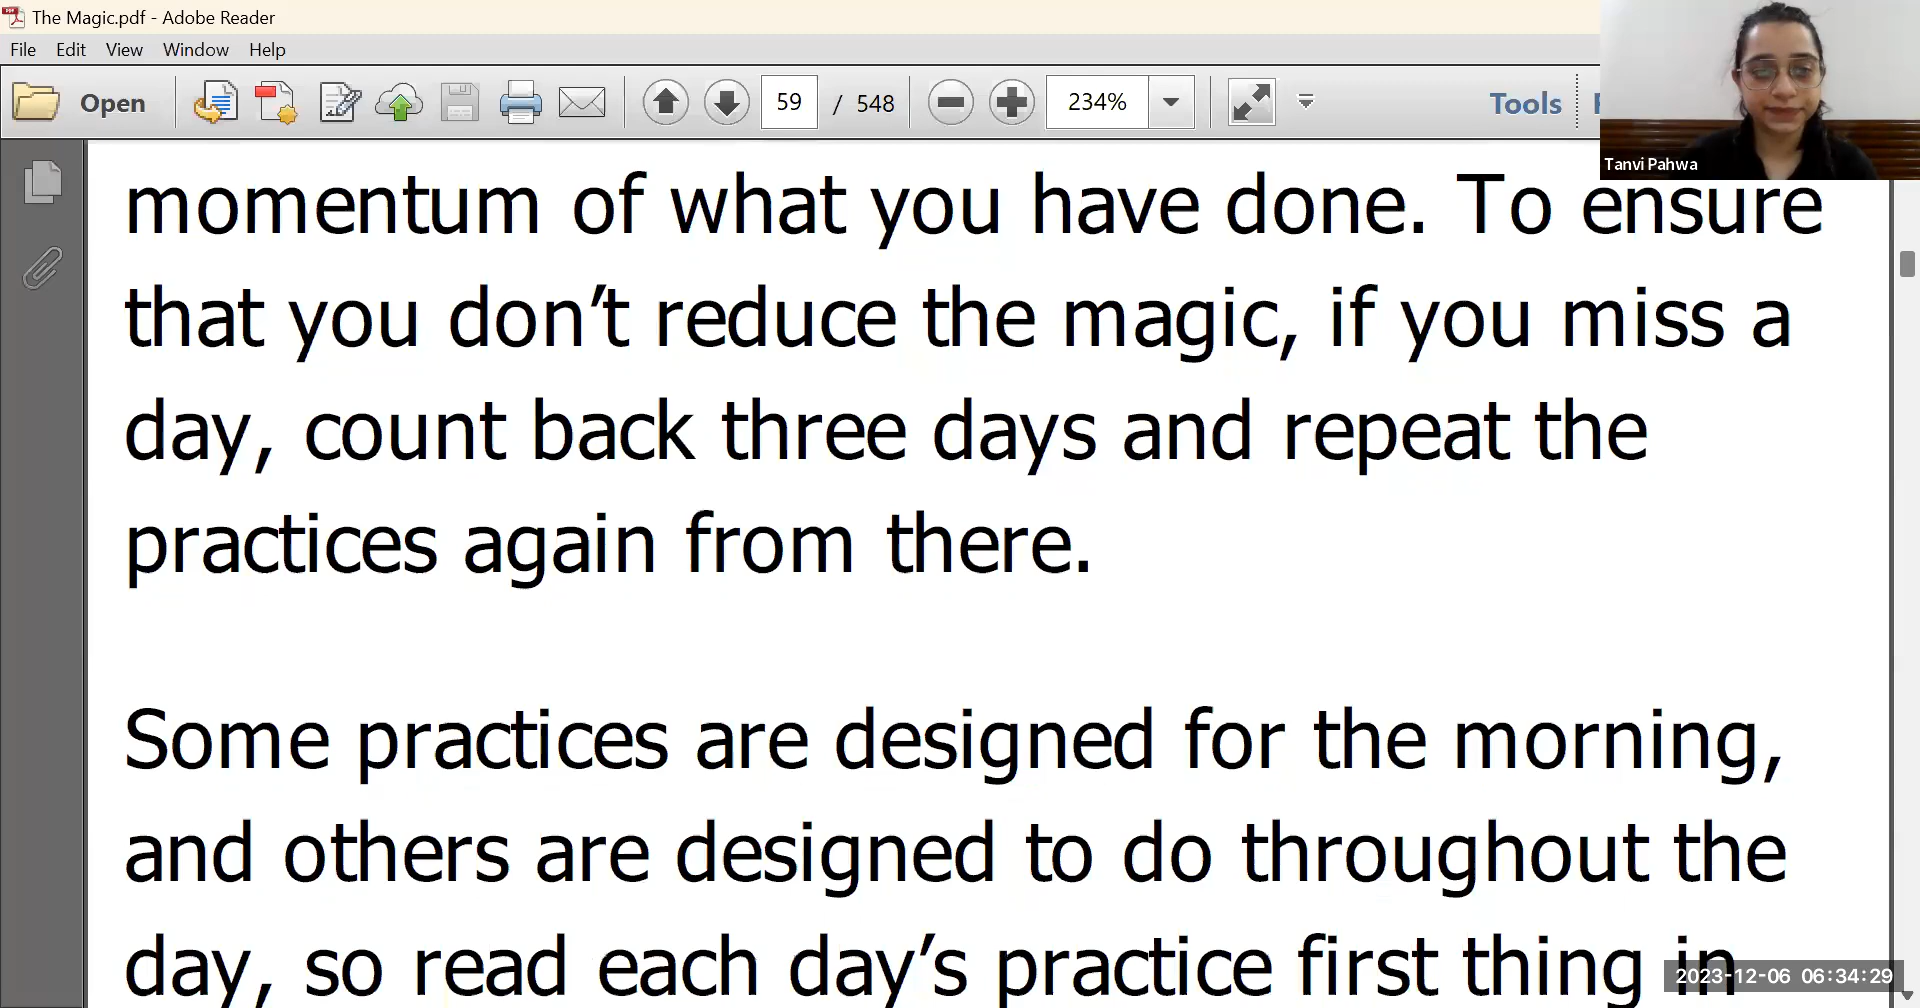 The Magic.pdf - Adobe Reader
File Edit View Window Help
Open 59 / 548 234% Tools
Tanvi Pahwa
momentum of what you have done. To ensure
that you don’t reduce the magic, if you miss a
day, count back three days and repeat the
practices again from there.
Some practices are designed for the morning,
and others are designed to do throughout the
day, so read each day’s practice first thing in
2023-12-06 06:34:29